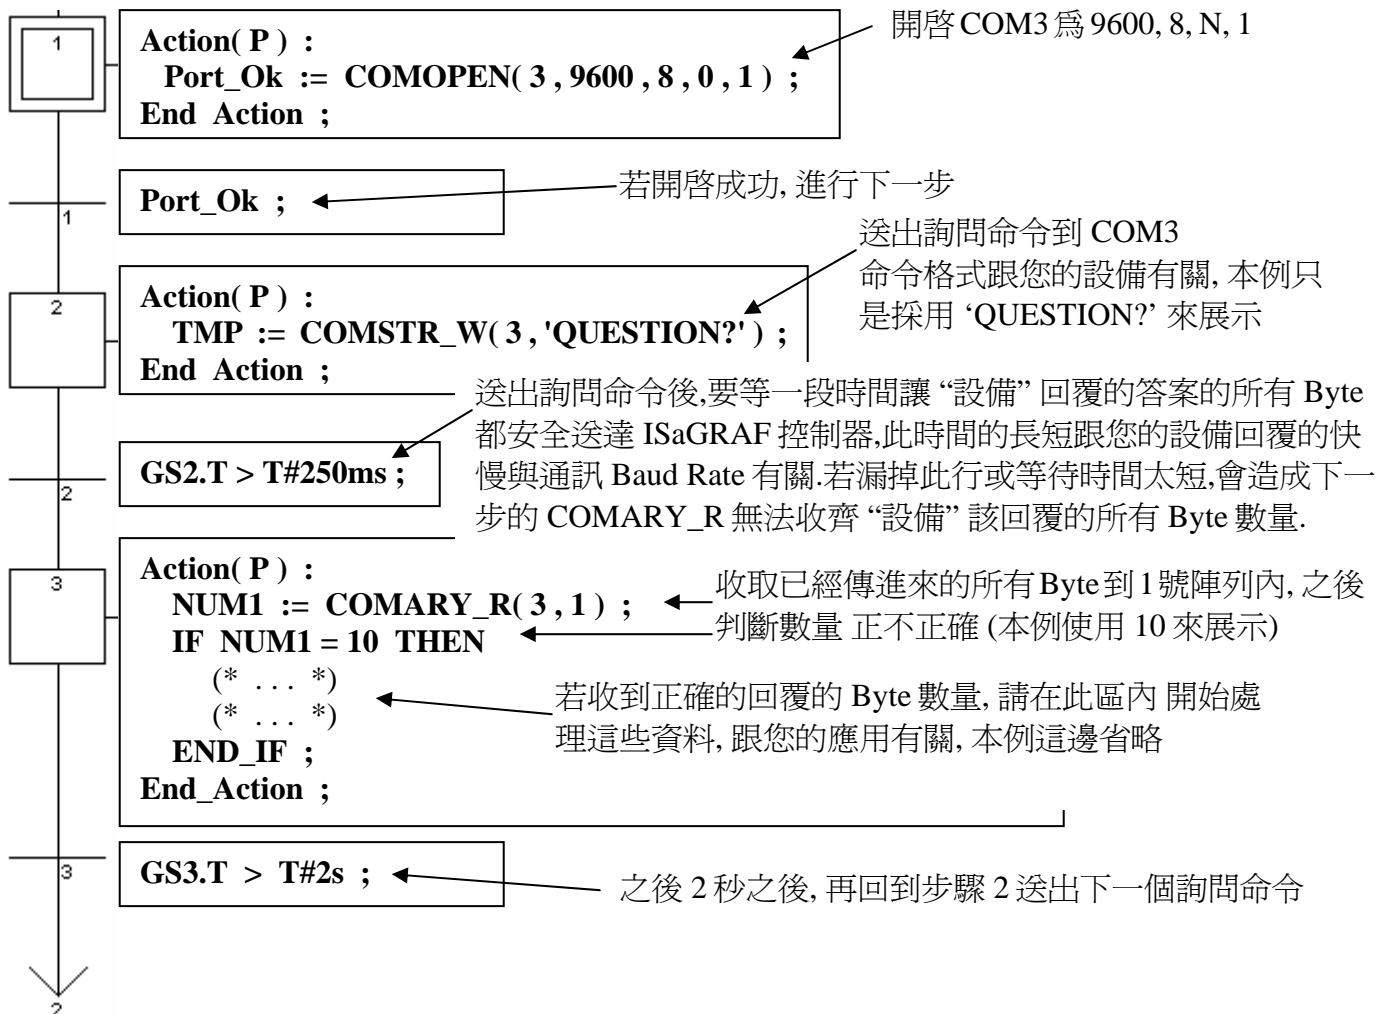 1
Action( P ) :
Port_Ok := COMOPEN( 3 , 9600 , 8 , 0 , 1 ) ;
End Action ;
開啓 COM3 爲 9600, 8, N, 1
1
Port_Ok ;
若開啓成功, 進行下一步
2
Action( P ) :
TMP := COMSTR_W( 3 , 'QUESTION?' ) ;
End Action ;
送出詢問命令到 COM3
命令格式跟您的設備有關, 本例只
是採用 ‘QUESTION?’ 來展示
2
GS2.T > T#250ms ;
送出詢問命令後,要等一段時間讓 “設備” 回覆的答案的所有 Byte
都安全送達 ISaGRAF 控制器,此時間的長短跟您的設備回覆的快
慢與通訊 Baud Rate 有關.若漏掉此行或等待時間太短,會造成下一
步的 COMARY_R 無法收齊 “設備” 該回覆的所有 Byte 數量.
3
Action( P ) :
NUM1 := COMARY_R( 3 , 1 ) ;
IF NUM1 = 10 THEN
(* . . . *)
(* . . . *)
END_IF ;
End_Action ;
收取已經傳進來的所有 Byte 到 1 號陣列內, 之後
判斷數量 正不正確 (本例使用 10 來展示)
若收到正確的回覆的 Byte 數量, 請在此區內 開始處
理這些資料, 跟您的應用有關, 本例這邊省略
3
GS3.T > T#2s ;
之後 2 秒之後, 再回到步驟 2 送出下一個詢問命令
2